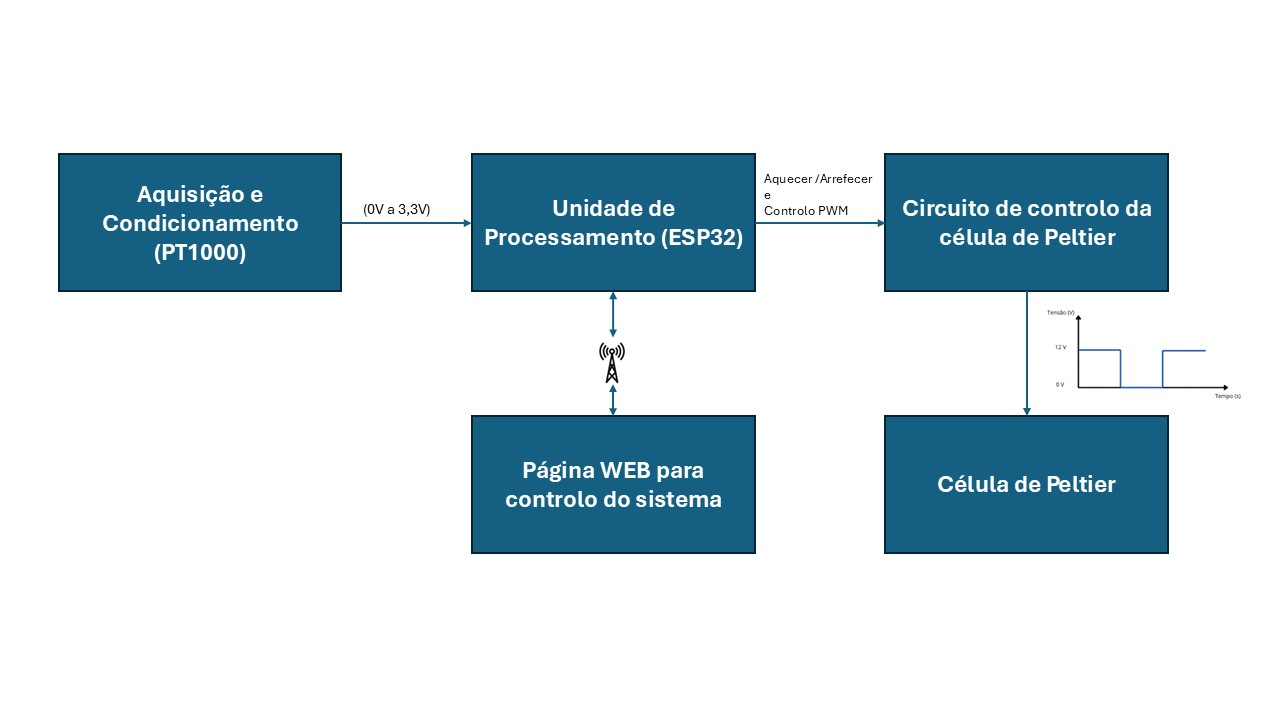 Aquisição e
Condicionamento
(PT1000)
(0V a 3,3V)
Unidade de
Processamento (ESP32)
Aquecer /Arrefecer
e
Controlo PWM
Circuito de controlo da
célula de Peltier
Tensão (V)
12 V
0 V
Tempo (s)
Página WEB para
controlo do sistema
Célula de Peltier